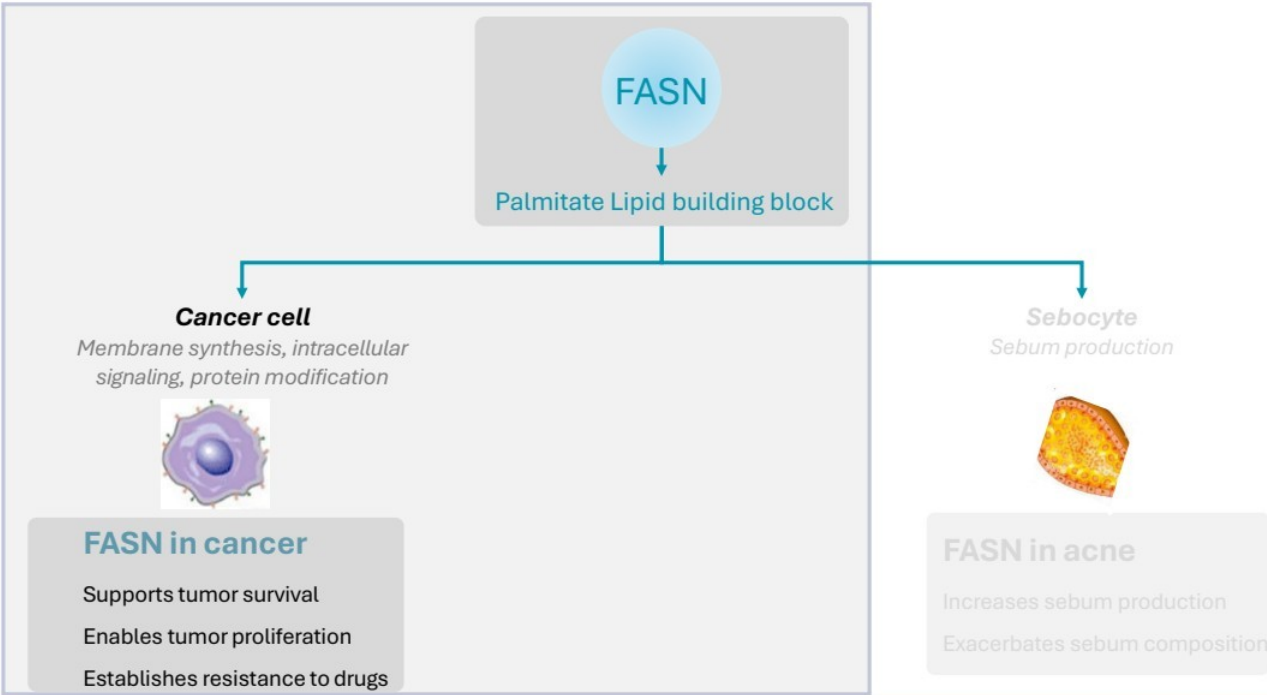 FASN
Palmitate Lipid building block
Cancer cell
Membrane synthesis, intracellular
signaling, protein modification
Sebocyte
Sebum production
FASN in cancer
Supports tumor survival
Enables tumor proliferation
Establishes resistance to drugs
FASN in acne
Increases sebum production
Exacerbates sebum composition